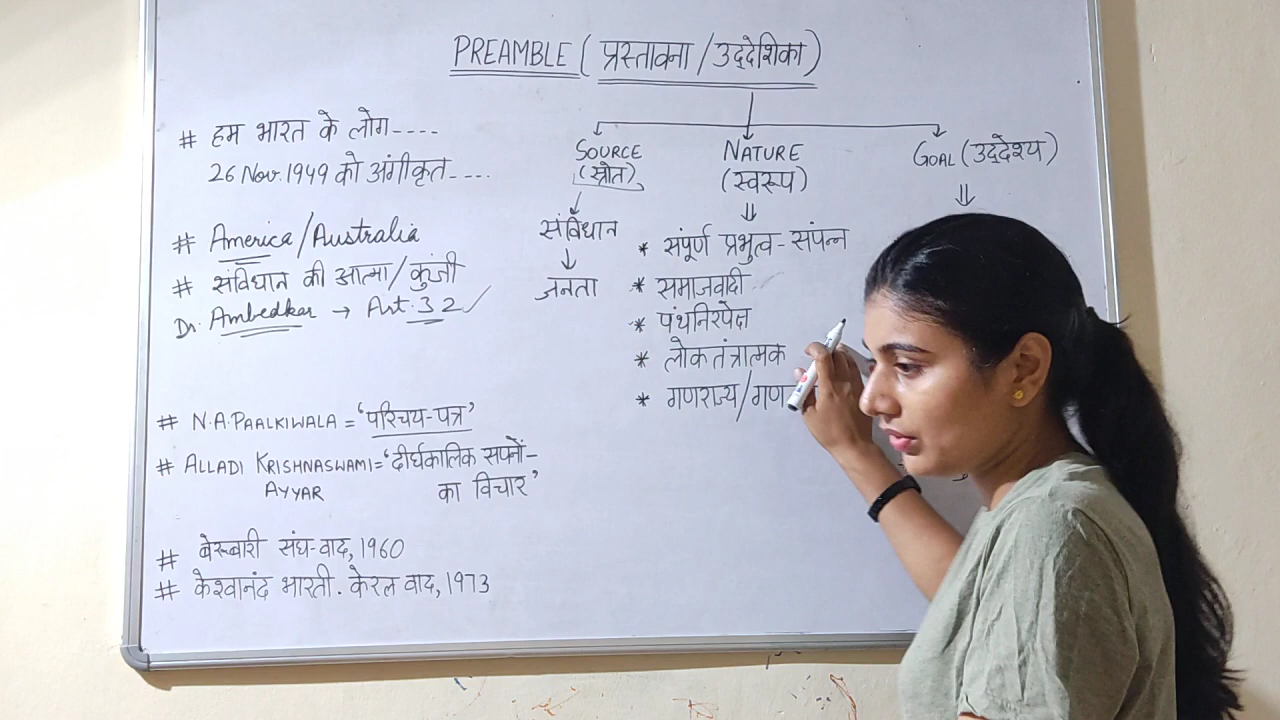 PREAMBLE (प्रस्तावना/उद्देशिका)
# हम भारत के लोग----
26 Nov. 1949 को अंगीकृत----
# America/Australia
# संविधान की आत्मा/कुंजी
Dr. Ambedkar → Art. 32
# N.A. PAALKIWALA = 'परिचय-पत्र'
# ALLADI KRISHNASWAMI = 'दीर्घकालिक सपनों-
AYYAR का विचार'
# बेरूबारी संघ-वाद, 1960
# केश्वानंद भारती. केरल वाद, 1973
SOURCE
(स्रोत)
संविधान
↓
जनता
NATURE
(स्वरूप)
⇓
* संपूर्ण प्रभुत्व-संपन्न
* समाजवादी
* पंथनिरपेक्ष
* लोकतंत्रात्मक
* गणराज्य/गण
GOAL (उद्देश्य)
⇓